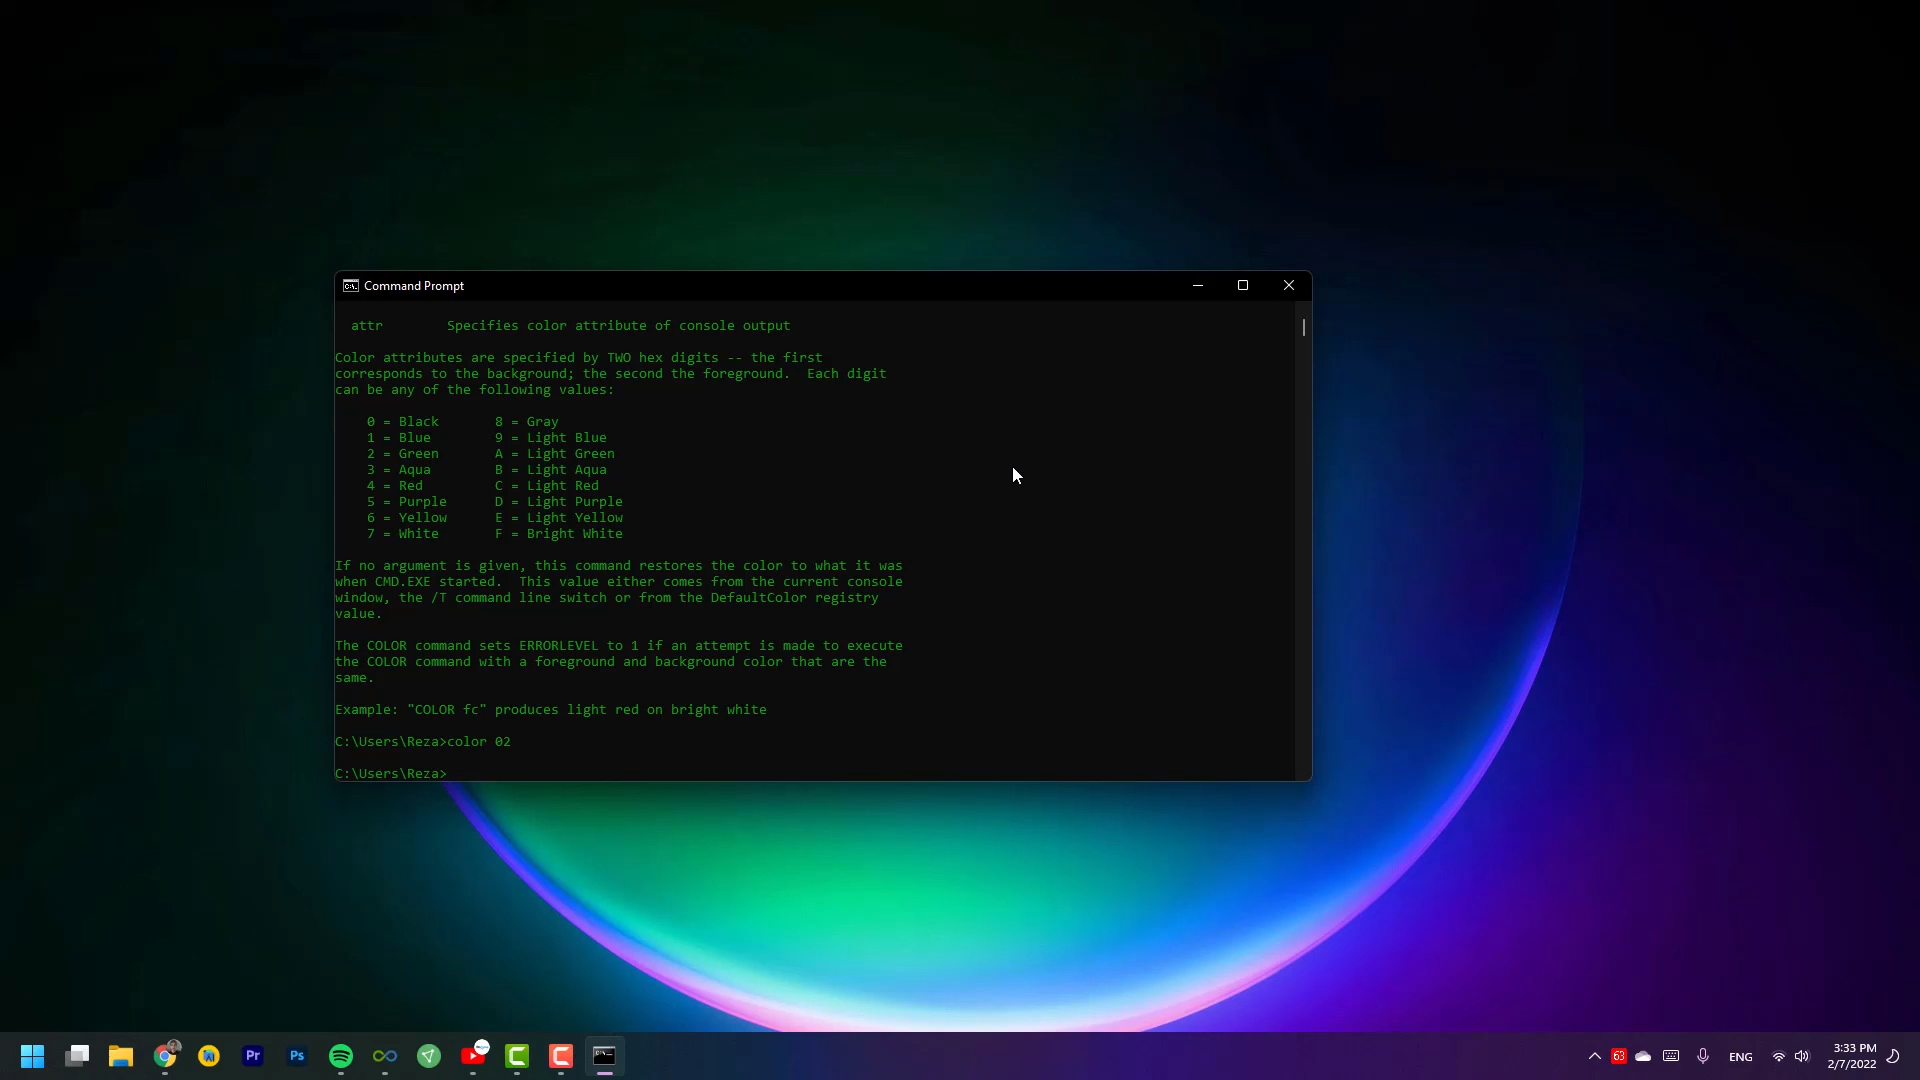 Command Prompt
attr        Specifies color attribute of console output
Color attributes are specified by TWO hex digits -- the first
corresponds to the background; the second the foreground.  Each digit
can be any of the following values:
0 = Black       8 = Gray
1 = Blue        9 = Light Blue
2 = Green       A = Light Green
3 = Aqua        B = Light Aqua
4 = Red         C = Light Red
5 = Purple      D = Light Purple
6 = Yellow      E = Light Yellow
7 = White       F = Bright White
If no argument is given, this command restores the color to what it was
when CMD.EXE started.  This value either comes from the current console
window, the /T command line switch or from the DefaultColor registry
value.
The COLOR command sets ERRORLEVEL to 1 if an attempt is made to execute
the COLOR command with a foreground and background color that are the
same.
Example: "COLOR fc" produces light red on bright white
C:\Users\Reza>color 02
C:\Users\Reza>
Pr
Ps
63
ENG
3:33 PM
2/7/2022